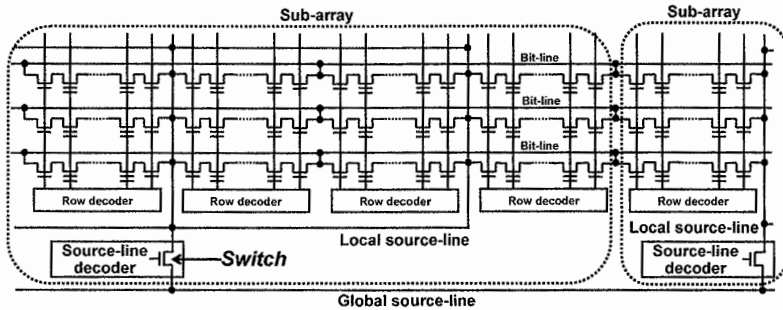 Sub-array
Sub-array
Bit-line
Bit-line
Bit-line
Row decoder
Row decoder
Row decoder
Row decoder
Row decoder
Local source-line
Local source-line
Source-line
decoder
Switch
Source-line
decoder
Global source-line